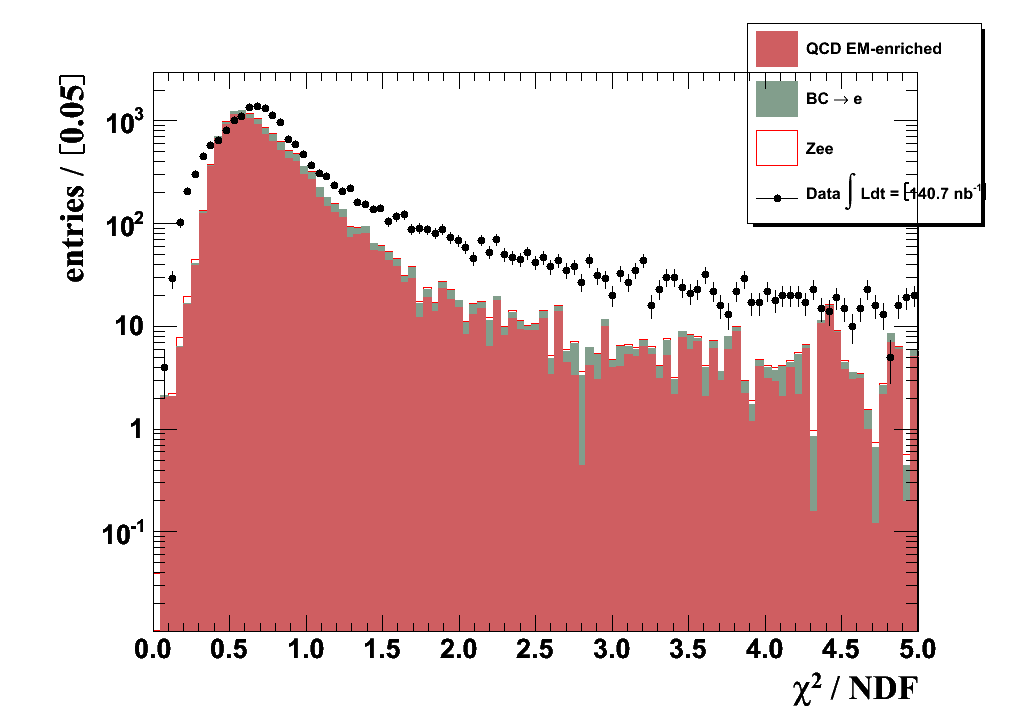 QCD EM-enriched
BC → e
Zee
Data ∫ Ldt = [140.7 nb⁻¹]
entries / [0.05]
10³
10²
10
1
10⁻¹
0.0 0.5 1.0 1.5 2.0 2.5 3.0 3.5 4.0 4.5 5.0
χ² / NDF